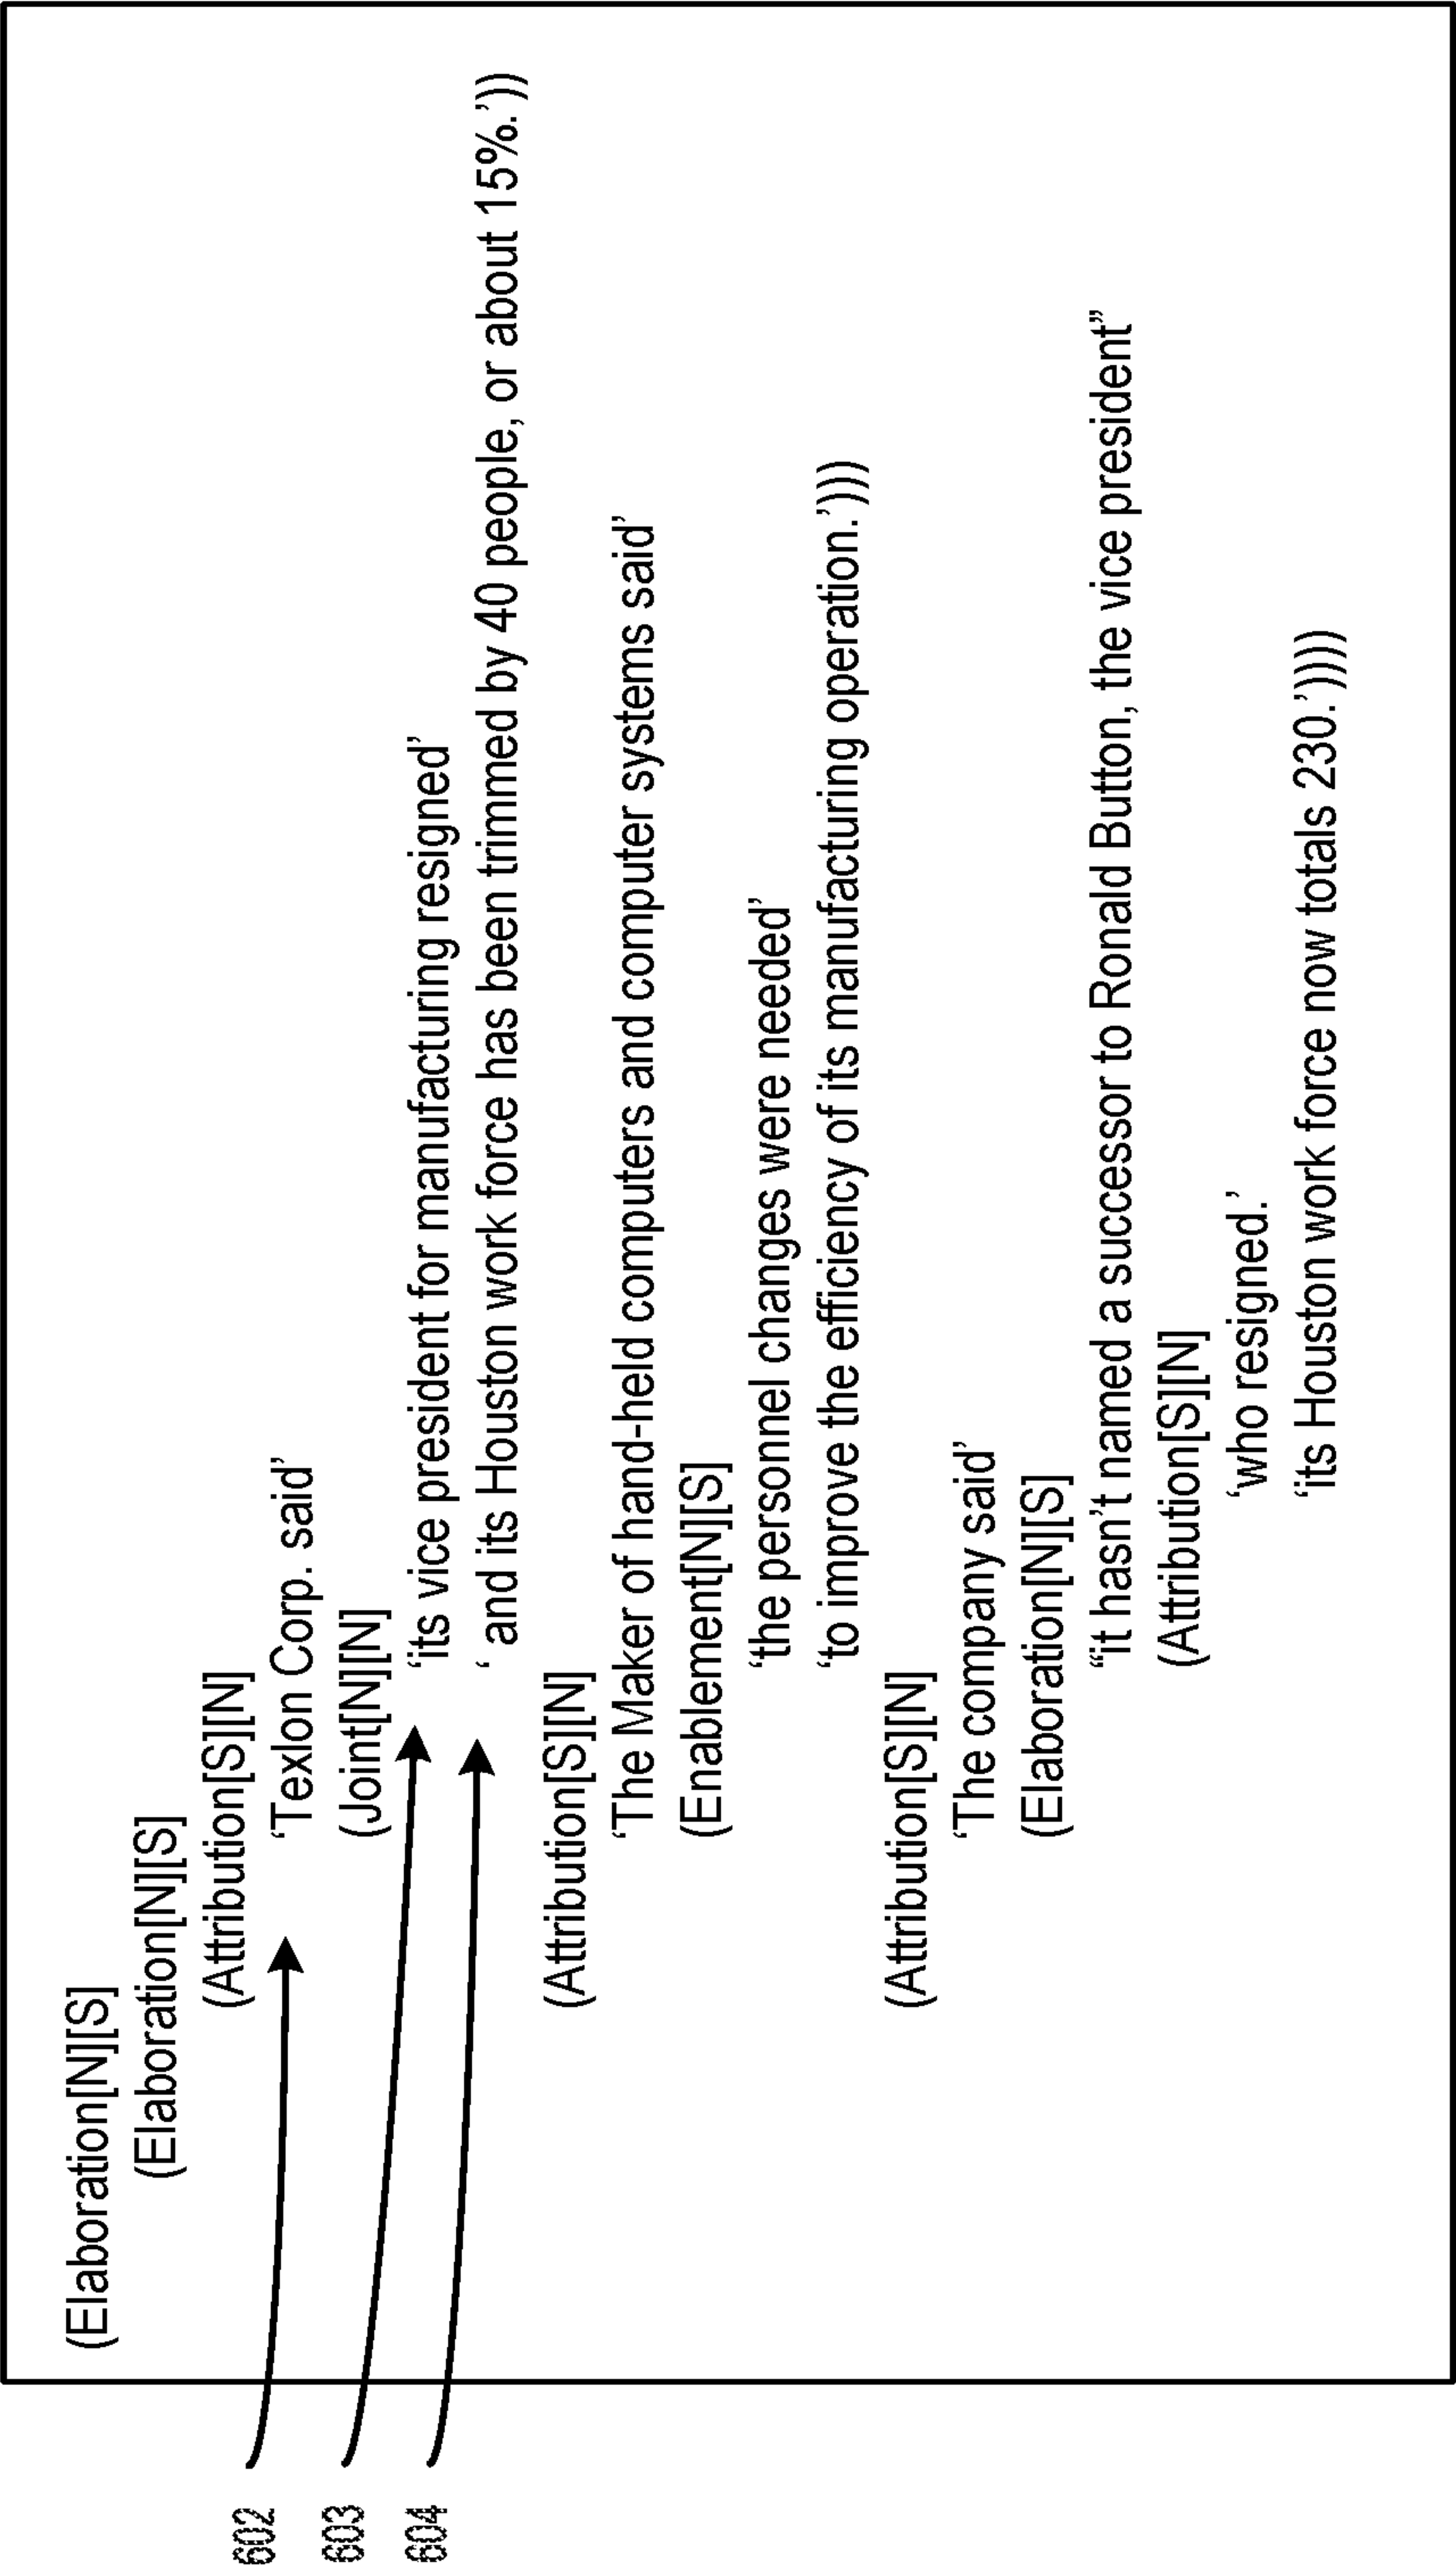 (Elaboration[N][S]
(Elaboration[N][S]
(Attribution[S][N]
602
‘Texlon Corp. said’
(Joint[N][N]
603
‘its vice president for manufacturing resigned’
604
‘ and its Houston work force has been trimmed by 40 people, or about 15%.’))
(Attribution[S][N]
‘The Maker of hand-held computers and computer systems said’
(Enablement[N][S]
‘the personnel changes were needed’
‘to improve the efficiency of its manufacturing operation.’)))
(Attribution[S][N]
‘The company said’
(Elaboration[N][S]
“it hasn’t named a successor to Ronald Button, the vice president”
(Attribution[S][N]
‘who resigned.’
‘its Houston work force now totals 230.’))))